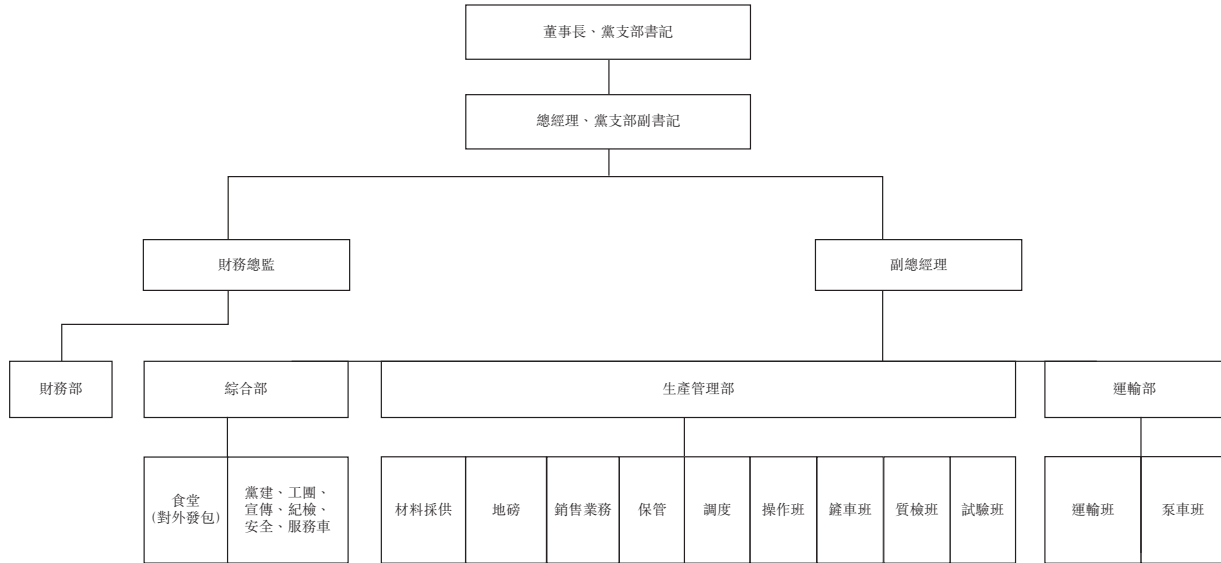 董事長、黨支部書記
總經理、黨支部副書記
財務總監
副總經理
財務部
綜合部
生產管理部
運輸部
食堂
(對外發包)
黨建、工團、
宣傳、紀檢、
安全、服務車
材料採供
地磅
銷售業務
保管
調度
操作班
鏟車班
質檢班
試驗班
運輸班
泵車班